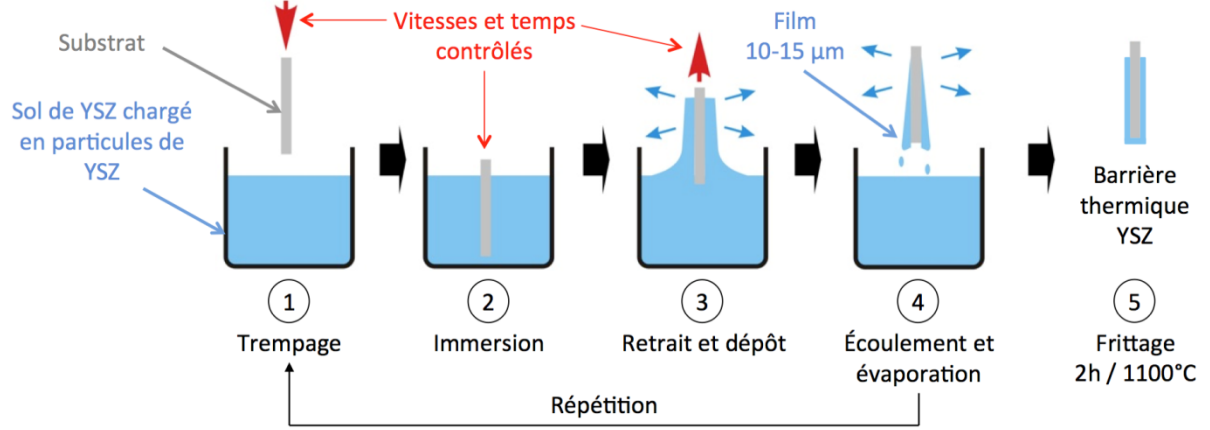 Substrat
Vitesses et temps
contrôlés
Film
10-15 µm
Sol de YSZ chargé
en particules de
YSZ
Barrière
thermique
YSZ
1
2
3
4
5
Trempage
Immersion
Retrait et dépôt
Écoulement et
évaporation
Frittage
2h / 1100°C
Répétition